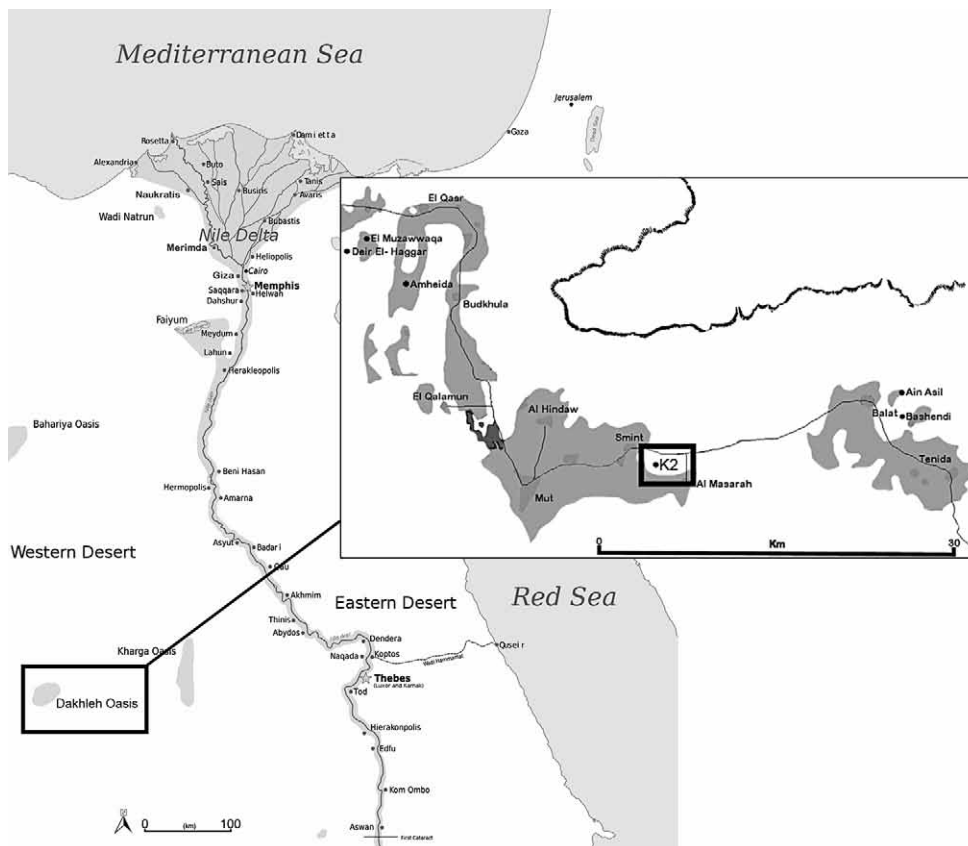 Mediterranean Sea
Jerusalem
Dead Sea
Gaza
Damietta
Rosetta
Alexandria
Buto
Sais
Busiris
Tanis
Avaris
Naukratis
Wadi Natrun
Bubastis
Nile Delta
Merimda
Heliopolis
Cairo
Giza
Memphis
Saqqara
Helwan
Dahshur
Faiyum
Meydum
Lahun
Herakleopolis
Bahariya Oasis
Beni Hasan
Hermopolis
Amarna
Western Desert
Asyut
Badari
Qau
Akhmim
Eastern Desert
Red Sea
Thinis
Abydos
Dendera
Quseir
Kharga Oasis
Naqada
Koptos
Wadi Hammamat
Thebes
(Luxor and Karnak)
Tod
Dakhleh Oasis
Hierakonpolis
Edfu
Kom Ombo
Aswan
First Cataract
N
0 (km) 100
El Qasr
El Muzawwaqa
Deir El- Haggar
Amheida
Budkhula
El Qalamun
Al Hindaw
Ain Asil
Balat
Bashendi
Smint
K2
Tenida
Al Masarah
Mut
Km
0 30